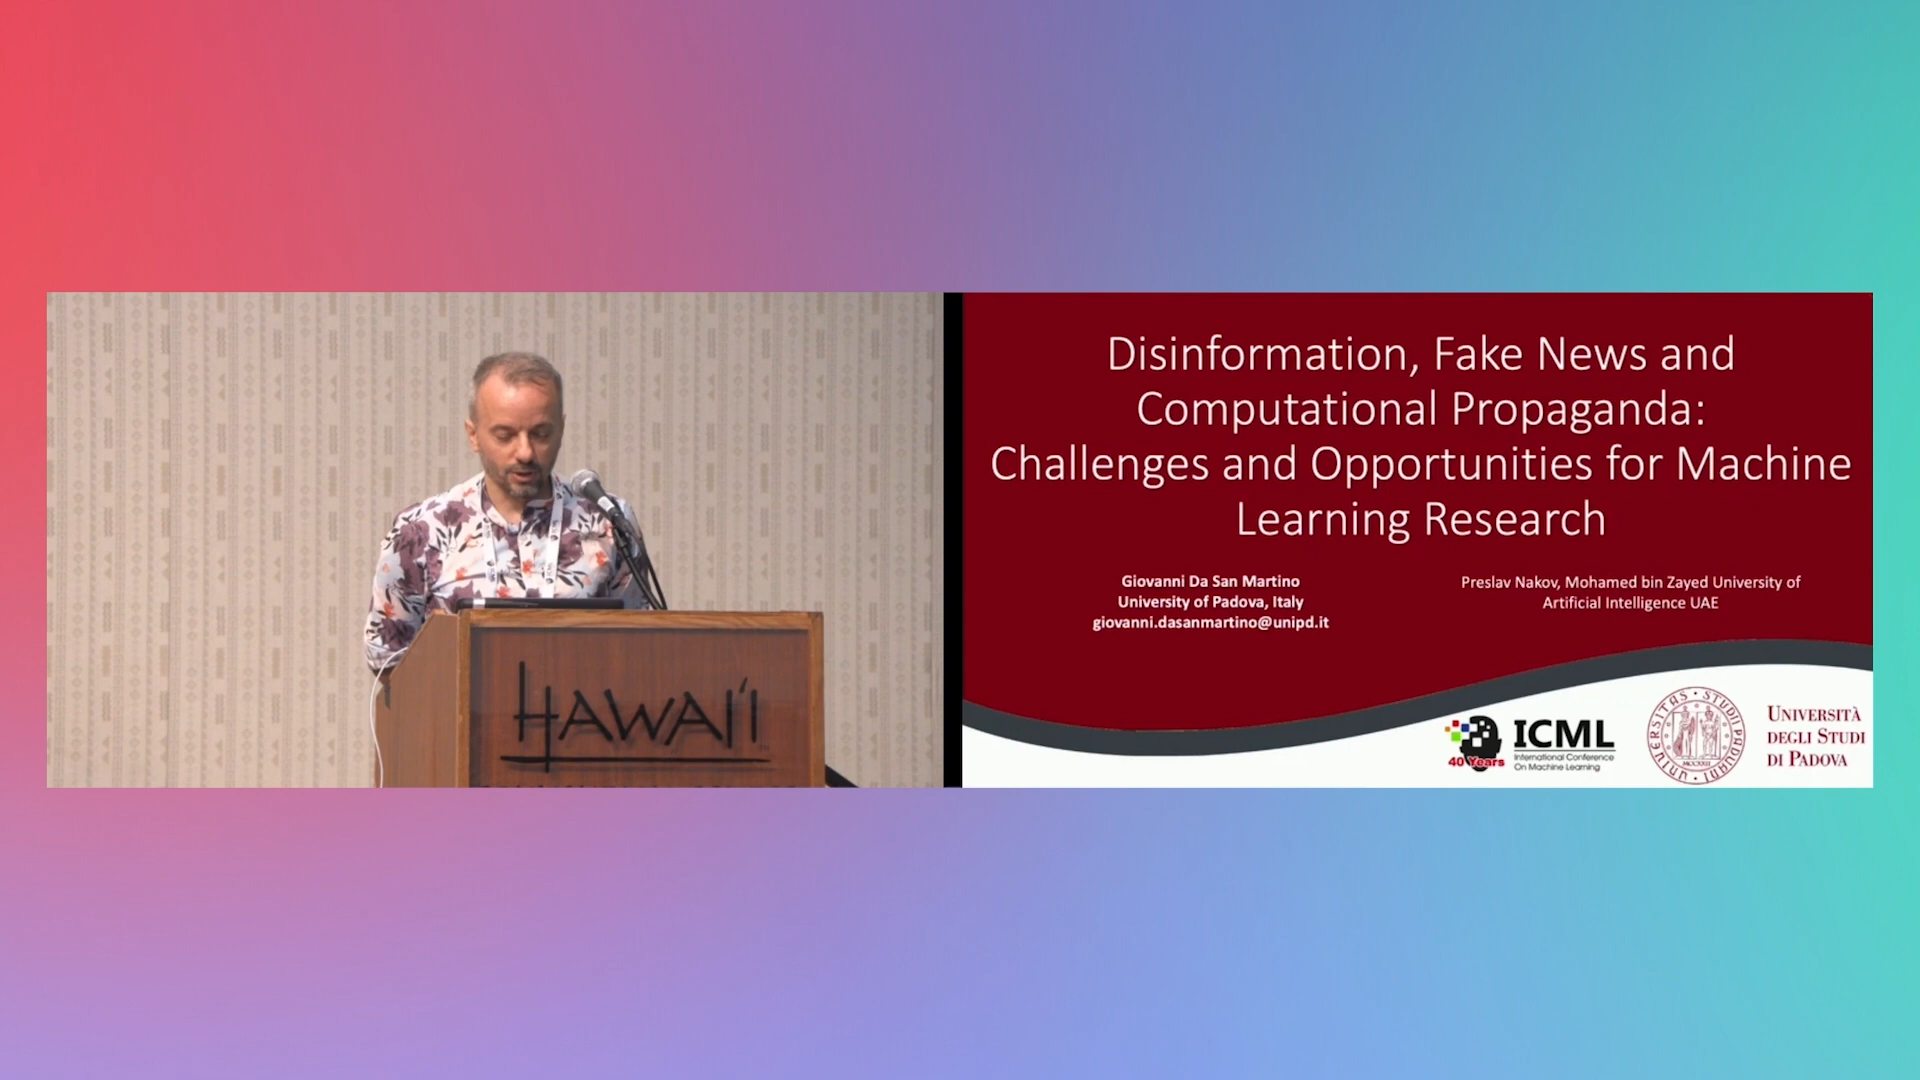 HAWAI'I
Disinformation, Fake News and
Computational Propaganda:
Challenges and Opportunities for Machine
Learning Research
Giovanni Da San Martino
University of Padova, Italy
giovanni.dasanmartino@unipd.it
Preslav Nakov, Mohamed bin Zayed University of
Artificial Intelligence UAE
40 Years
ICML
International Conference
On Machine Learning
UNIVERSITÀ
DEGLI STUDI
DI PADOVA